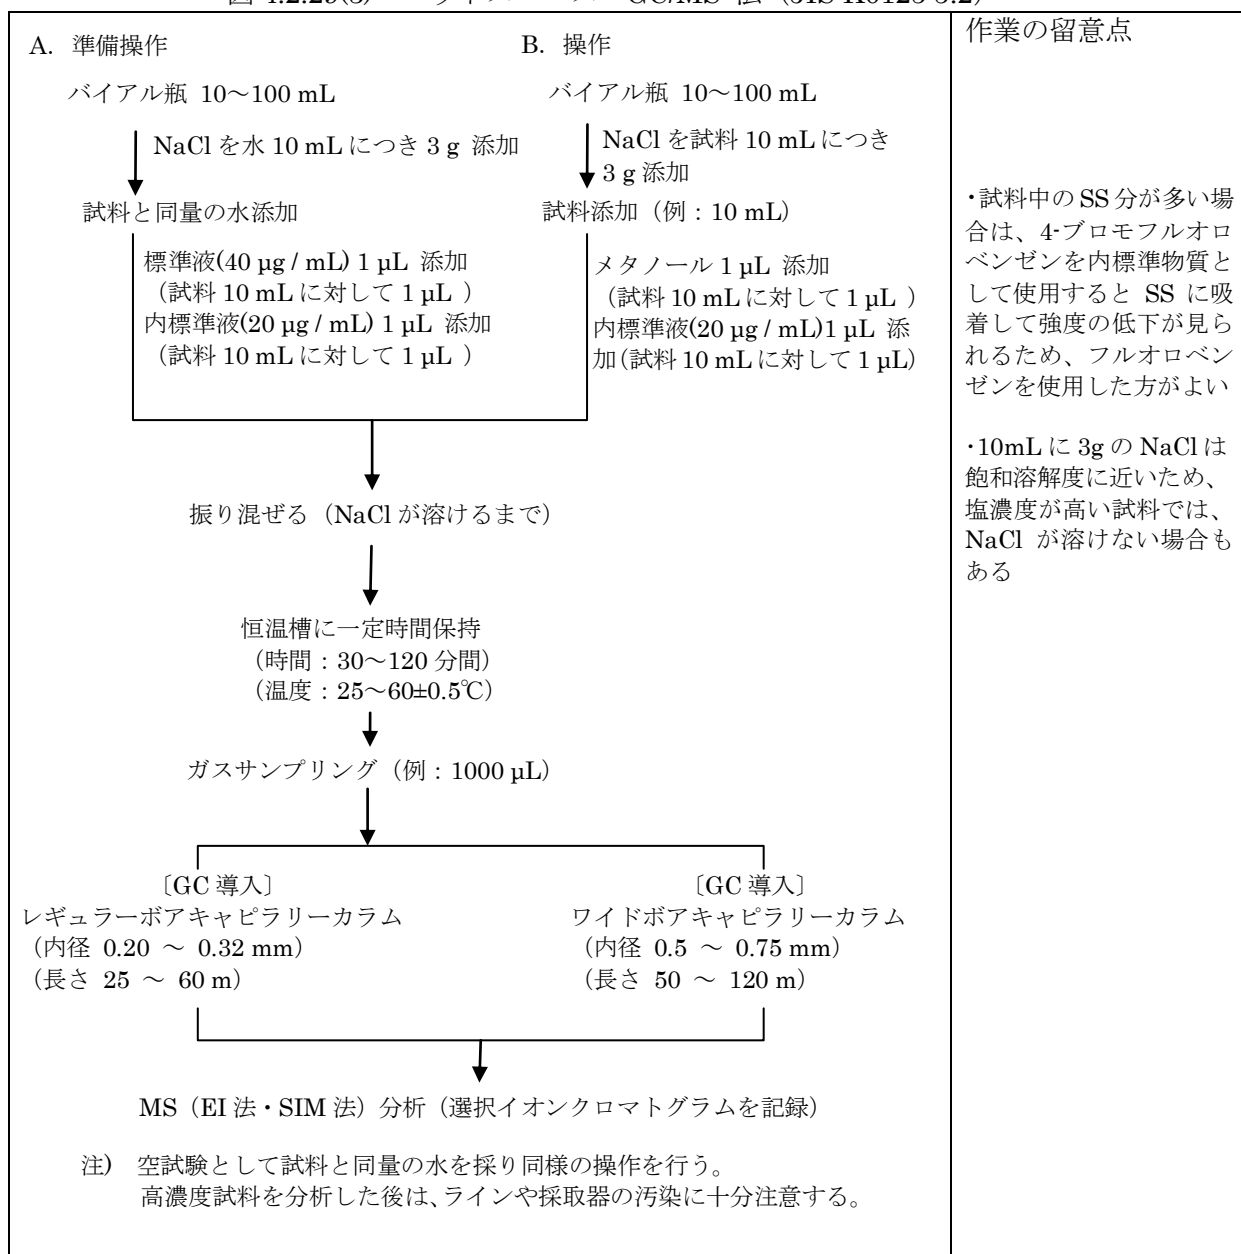 A. 準備操作
B. 操作
バイアル瓶 10～100 mL
バイアル瓶 10～100 mL
NaCl を水 10 mL につき 3 g 添加
NaCl を試料 10 mL につき
3 g 添加
試料と同量の水添加
試料添加（例：10 mL）
標準液(40 µg / mL) 1 µL 添加
（試料 10 mL に対して 1 µL ）
内標準液(20 µg / mL) 1 µL 添加
（試料 10 mL に対して 1 µL ）
メタノール 1 µL 添加
（試料 10 mL に対して 1 µL ）
内標準液(20 µg / mL)1 µL 添
加(試料 10 mL に対して 1 µL)
振り混ぜる（NaCl が溶けるまで）
恒温槽に一定時間保持
（時間：30～120 分間）
（温度：25～60±0.5℃）
ガスサンプリング（例：1000 µL）
〔GC 導入〕
レギュラーボアキャピラリーカラム
（内径 0.20 ～ 0.32 mm）
（長さ 25 ～ 60 m）
〔GC 導入〕
ワイドボアキャピラリーカラム
（内径 0.5 ～ 0.75 mm）
（長さ 50 ～ 120 m）
MS（EI 法・SIM 法）分析（選択イオンクロマトグラムを記録）
注) 空試験として試料と同量の水を採り同様の操作を行う。
高濃度試料を分析した後は、ラインや採取器の汚染に十分注意する。
作業の留意点
・試料中の SS 分が多い場
合は、4-ブロモフルオロ
ベンゼンを内標準物質と
して使用すると SS に吸
着して強度の低下が見ら
れるため、フルオロベン
ゼンを使用した方がよい
・10mL に 3g の NaCl は
飽和溶解度に近いため、
塩濃度が高い試料では、
NaCl が溶けない場合も
ある